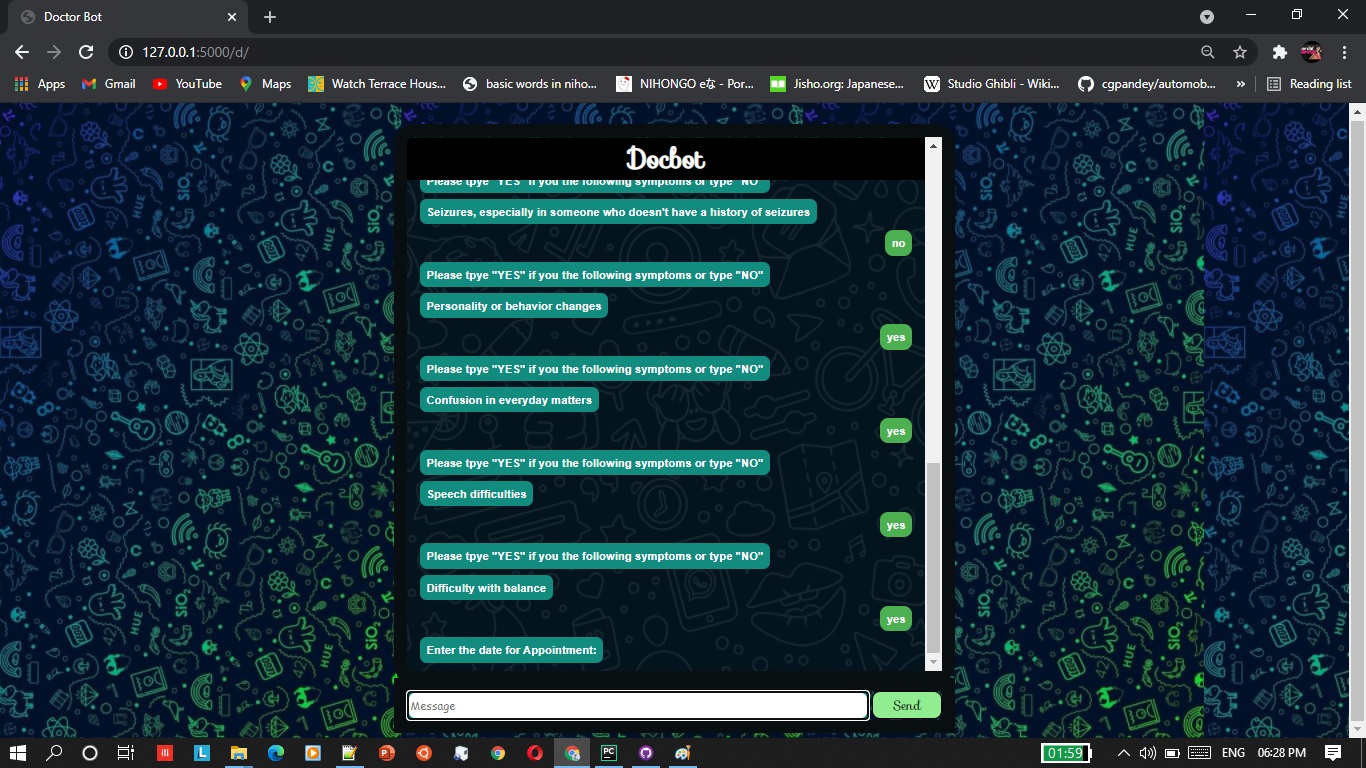 Doctor Bot
127.0.0.1:5000/d/
Apps
Gmail
YouTube
Maps
Watch Terrace Hous...
basic words in niho...
NIHONGO eな - Por...
Jisho.org: Japanese...
Studio Ghibli - Wiki...
cgpandey/automob...
»
Reading list
Docbot
Please tpye "YES" if you the following symptoms or type "NO"
Seizures, especially in someone who doesn't have a history of seizures
no
Please tpye "YES" if you the following symptoms or type "NO"
Personality or behavior changes
yes
Please tpye "YES" if you the following symptoms or type "NO"
Confusion in everyday matters
yes
Please tpye "YES" if you the following symptoms or type "NO"
Speech difficulties
yes
Please tpye "YES" if you the following symptoms or type "NO"
Difficulty with balance
yes
Enter the date for Appointment:
Message
Send
01:59
ENG
06:28 PM